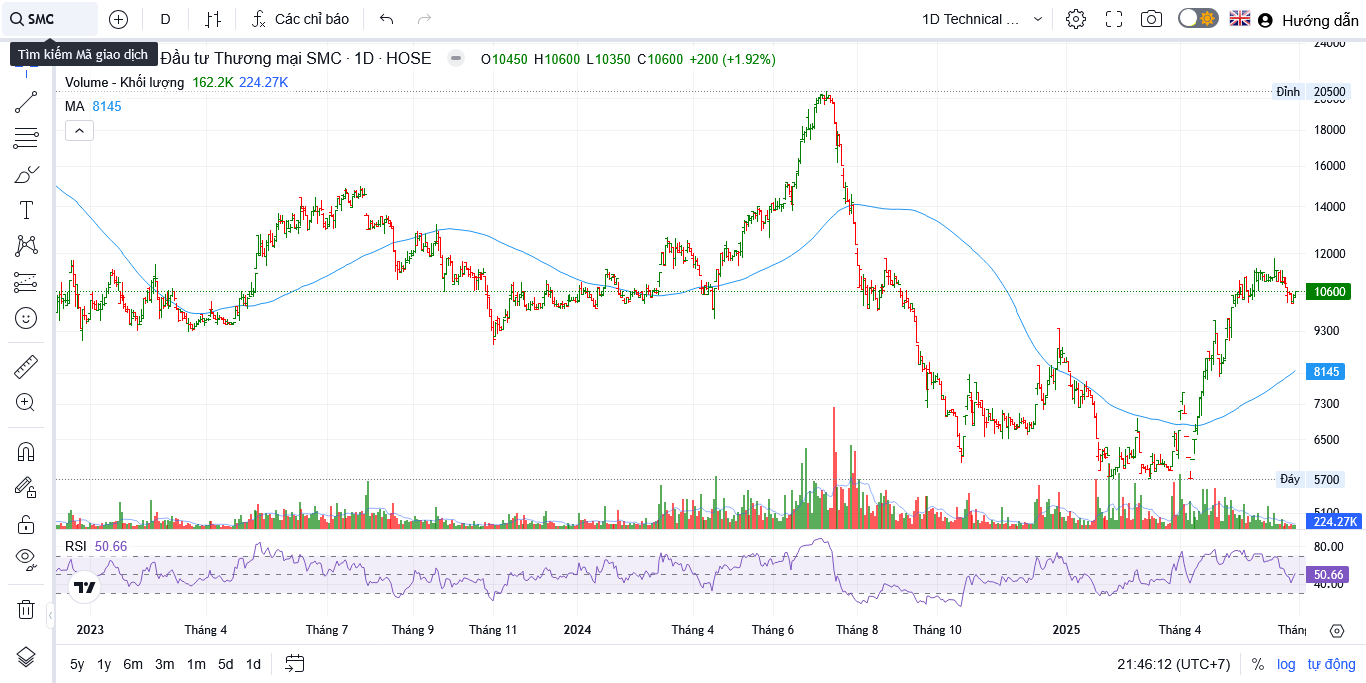 SMC D Các chỉ báo 1D Technical ... Hướng dẫn
Tìm kiếm Mã giao dịch
Đầu tư Thương mại SMC · 1D · HOSE O10450 H10600 L10350 C10600 +200 (+1.92%)
Volume - Khối lượng 162.2K 224.27K
MA 8145
24000
Đỉnh 20500
20000
18000
16000
14000
12000
10600
9300
8145
7300
6500
Đáy 5700
5100
224.27K
RSI 50.66
80.00
50.66
40.00
2023 Tháng 4 Tháng 7 Tháng 9 Tháng 11 2024 Tháng 4 Tháng 6 Tháng 8 Tháng 10 2025 Tháng 4 Thán
5y 1y 6m 3m 1m 5d 1d 21:46:12 (UTC+7) % log tự động